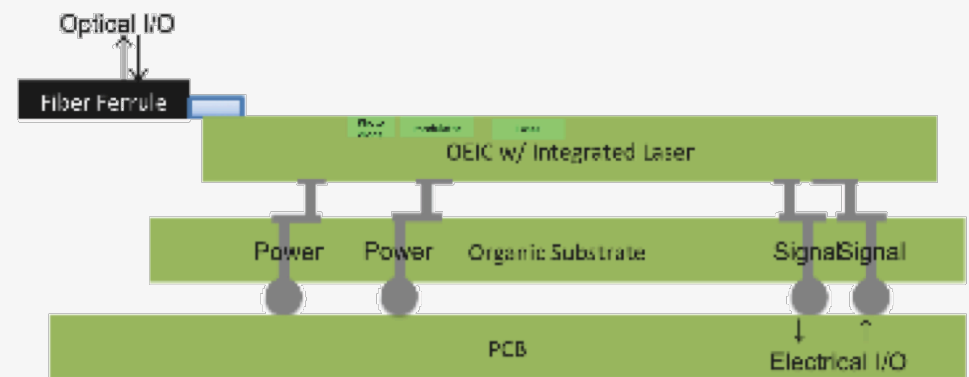 Optical I/O
Fiber Ferrule
OEIC w/ Integrated Laser
Power Power Organic Substrate Signal Signal
PCB
Electrical I/O